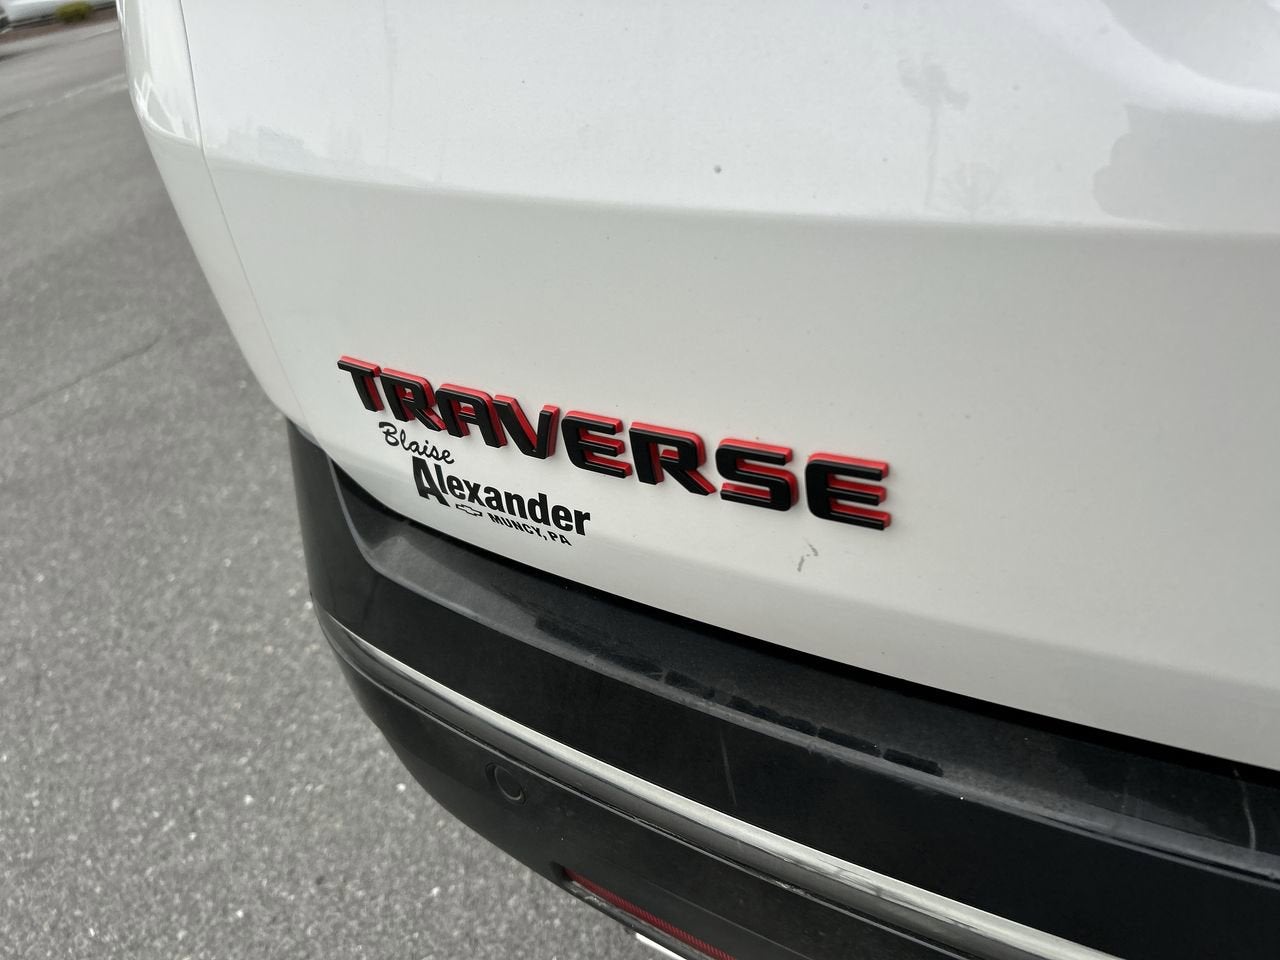 TRAVERSE
Blaise
Alexander
MUNCY, PA